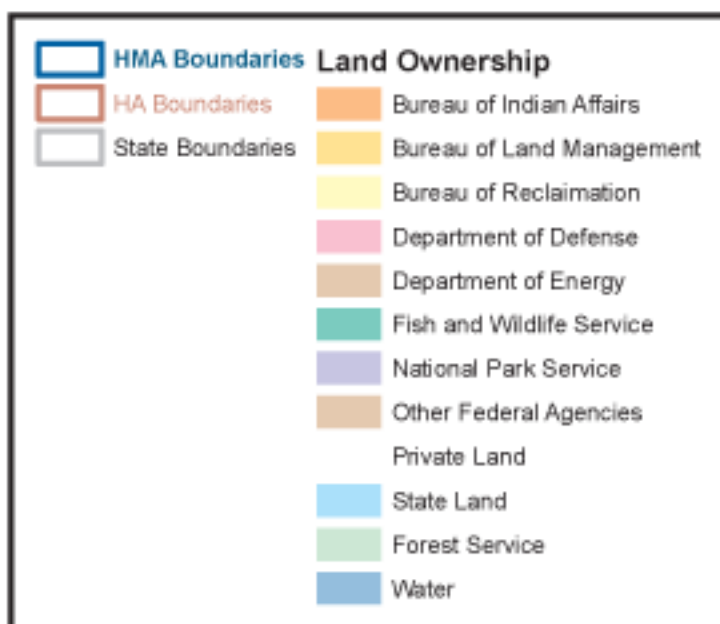 HMA Boundaries
HA Boundaries
State Boundaries
Land Ownership
Bureau of Indian Affairs
Bureau of Land Management
Bureau of Reclaimation
Department of Defense
Department of Energy
Fish and Wildlife Service
National Park Service
Other Federal Agencies
Private Land
State Land
Forest Service
Water